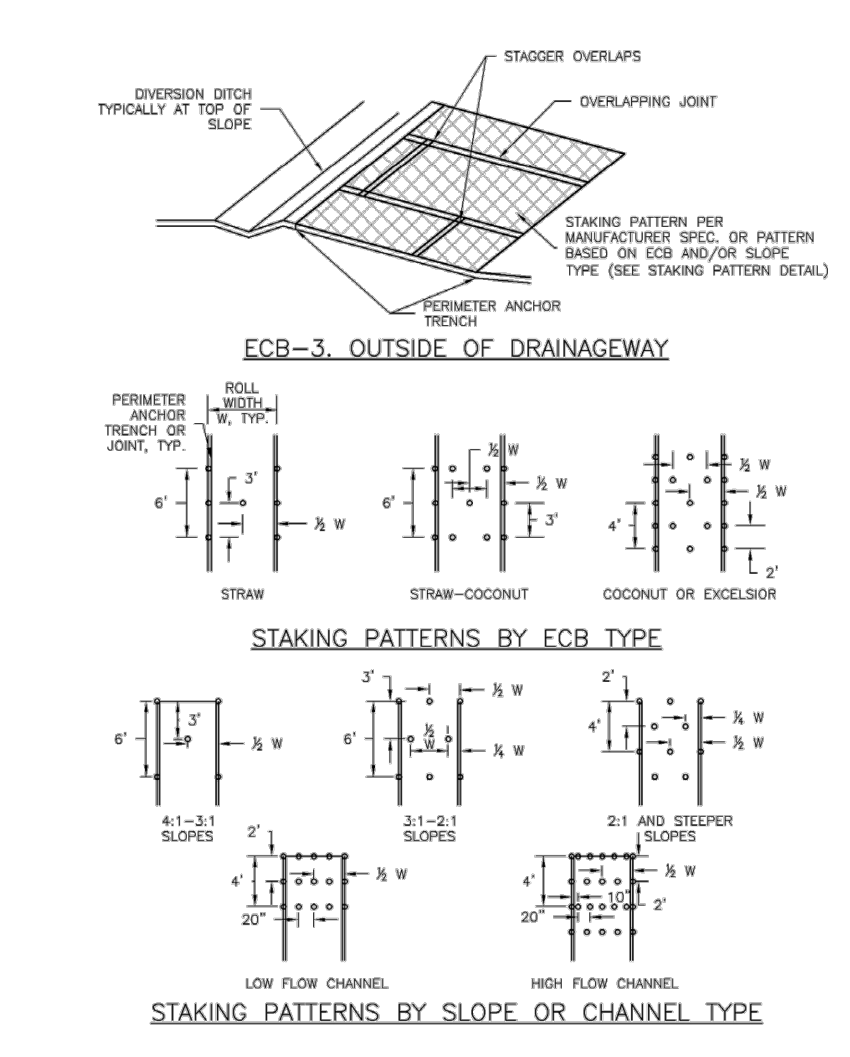 STAGGER OVERLAPS
DIVERSION DITCH
TYPICALLY AT TOP OF
SLOPE
OVERLAPPING JOINT
STAKING PATTERN PER
MANUFACTURER SPEC. OR PATTERN
BASED ON ECB AND/OR SLOPE
TYPE (SEE STAKING PATTERN DETAIL)
PERIMETER ANCHOR
TRENCH
ECB-3. OUTSIDE OF DRAINAGEWAY
PERIMETER
ANCHOR
TRENCH OR
JOINT, TYP.
ROLL
WIDTH
W, TYP.
3'
6'
½ W
STRAW
½ W
½ W
6"
3"
STRAW-COCONUT
½ W
½ W
4"
2'
COCONUT OR EXCELSIOR
STAKING PATTERNS BY ECB TYPE
3"
6'
½ W
4:1-3:1
SLOPES
3'
½ W
6'
½
W
¼ W
3:1-2:1
SLOPES
2'
4'
¼ W
½ W
2:1 AND STEEPER
SLOPES
2'
4'
½ W
20"
LOW FLOW CHANNEL
4"
½ W
10"
2'
20"
HIGH FLOW CHANNEL
STAKING PATTERNS BY SLOPE OR CHANNEL TYPE